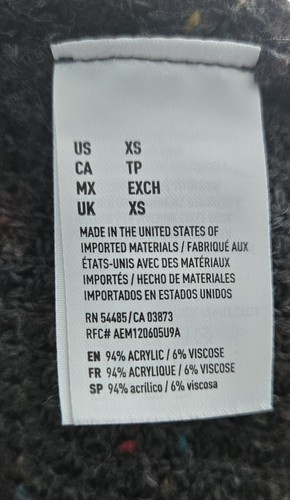 US XS
CA TP
MX EXCH
UK XS
MADE IN THE UNITED STATES OF
IMPORTED MATERIALS / FABRIQUÉ AUX
ÉTATS-UNIS AVEC DES MATÉRIAUX
IMPORTÉS / HECHO DE MATERIALES
IMPORTADOS EN ESTADOS UNIDOS
RN 54485/CA 03873
RFC# AEM120605U9A
EN 94% ACRYLIC / 6% VISCOSE
FR 94% ACRYLIQUE / 6% VISCOSE
SP 94% acrílico / 6% viscosa